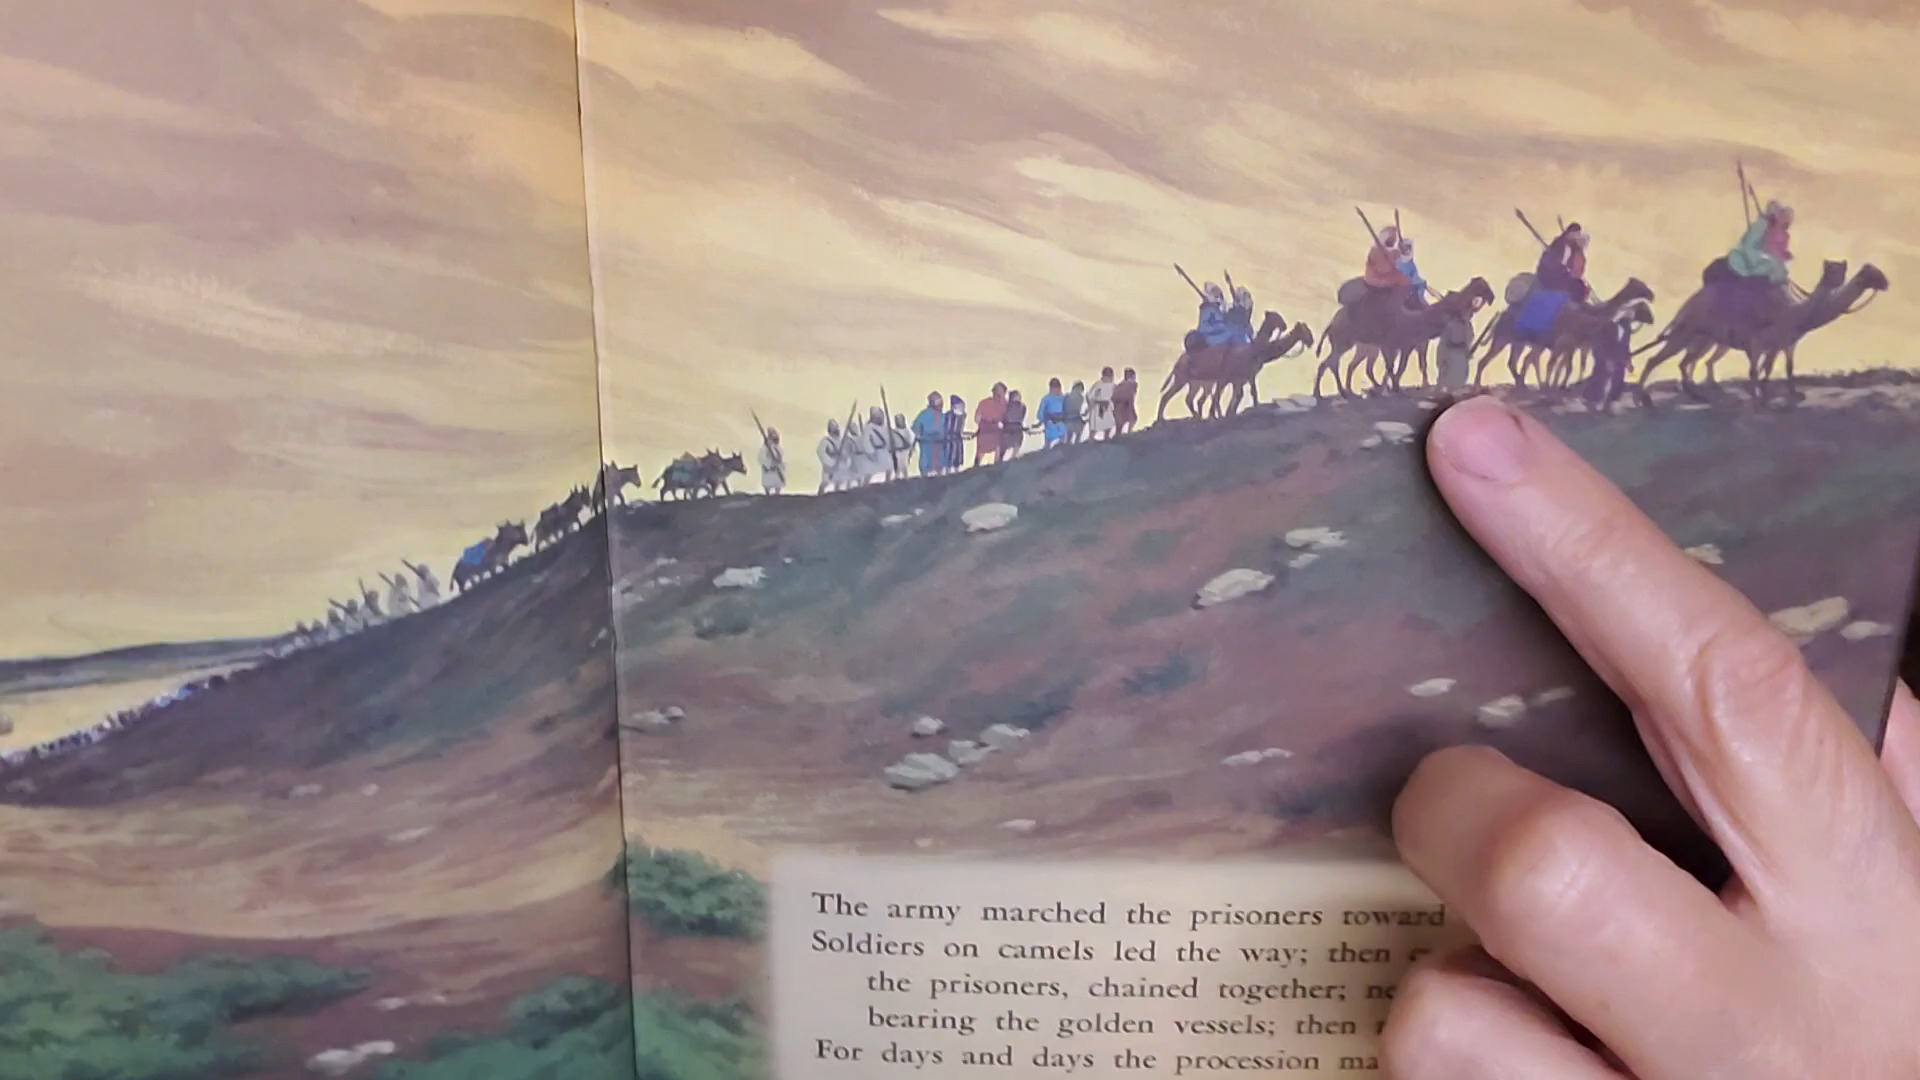 The army marched the prisoners toward
Soldiers on camels led the way; then
the prisoners, chained together;
bearing the golden vessels; then
For days and days the procession